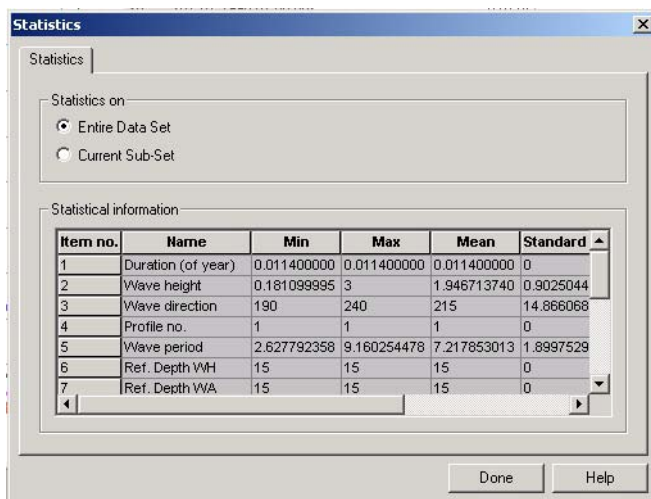 Statistics
Statistics
Statistics on
Entire Data Set
Current Sub-Set
Statistical information
Item no. Name Min Max Mean Standard
1 Duration (of year) 0.011400000 0.011400000 0.011400000 0
2 Wave height 0.181099995 3 1.946713740 0.9025044
3 Wave direction 190 240 215 14.866068
4 Profile no. 1 1 1 0
5 Wave period 2.627792358 9.160254478 7.217853013 1.8997529
6 Ref. Depth WH 15 15 15 0
7 Ref. Depth WA 15 15 15 0
Done Help